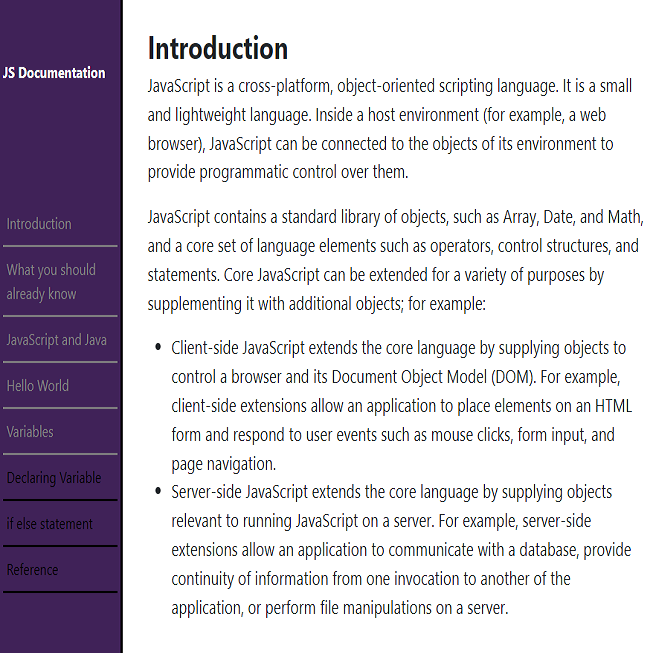 JS Documentation
Introduction
What you should
already know
JavaScript and Java
Hello World
Variables
Declaring Variable
if else statement
Reference
Introduction
JavaScript is a cross-platform, object-oriented scripting language. It is a small
and lightweight language. Inside a host environment (for example, a web
browser), JavaScript can be connected to the objects of its environment to
provide programmatic control over them.
JavaScript contains a standard library of objects, such as Array, Date, and Math,
and a core set of language elements such as operators, control structures, and
statements. Core JavaScript can be extended for a variety of purposes by
supplementing it with additional objects; for example:
• Client-side JavaScript extends the core language by supplying objects to
control a browser and its Document Object Model (DOM). For example,
client-side extensions allow an application to place elements on an HTML
form and respond to user events such as mouse clicks, form input, and
page navigation.
• Server-side JavaScript extends the core language by supplying objects
relevant to running JavaScript on a server. For example, server-side
extensions allow an application to communicate with a database, provide
continuity of information from one invocation to another of the
application, or perform file manipulations on a server.